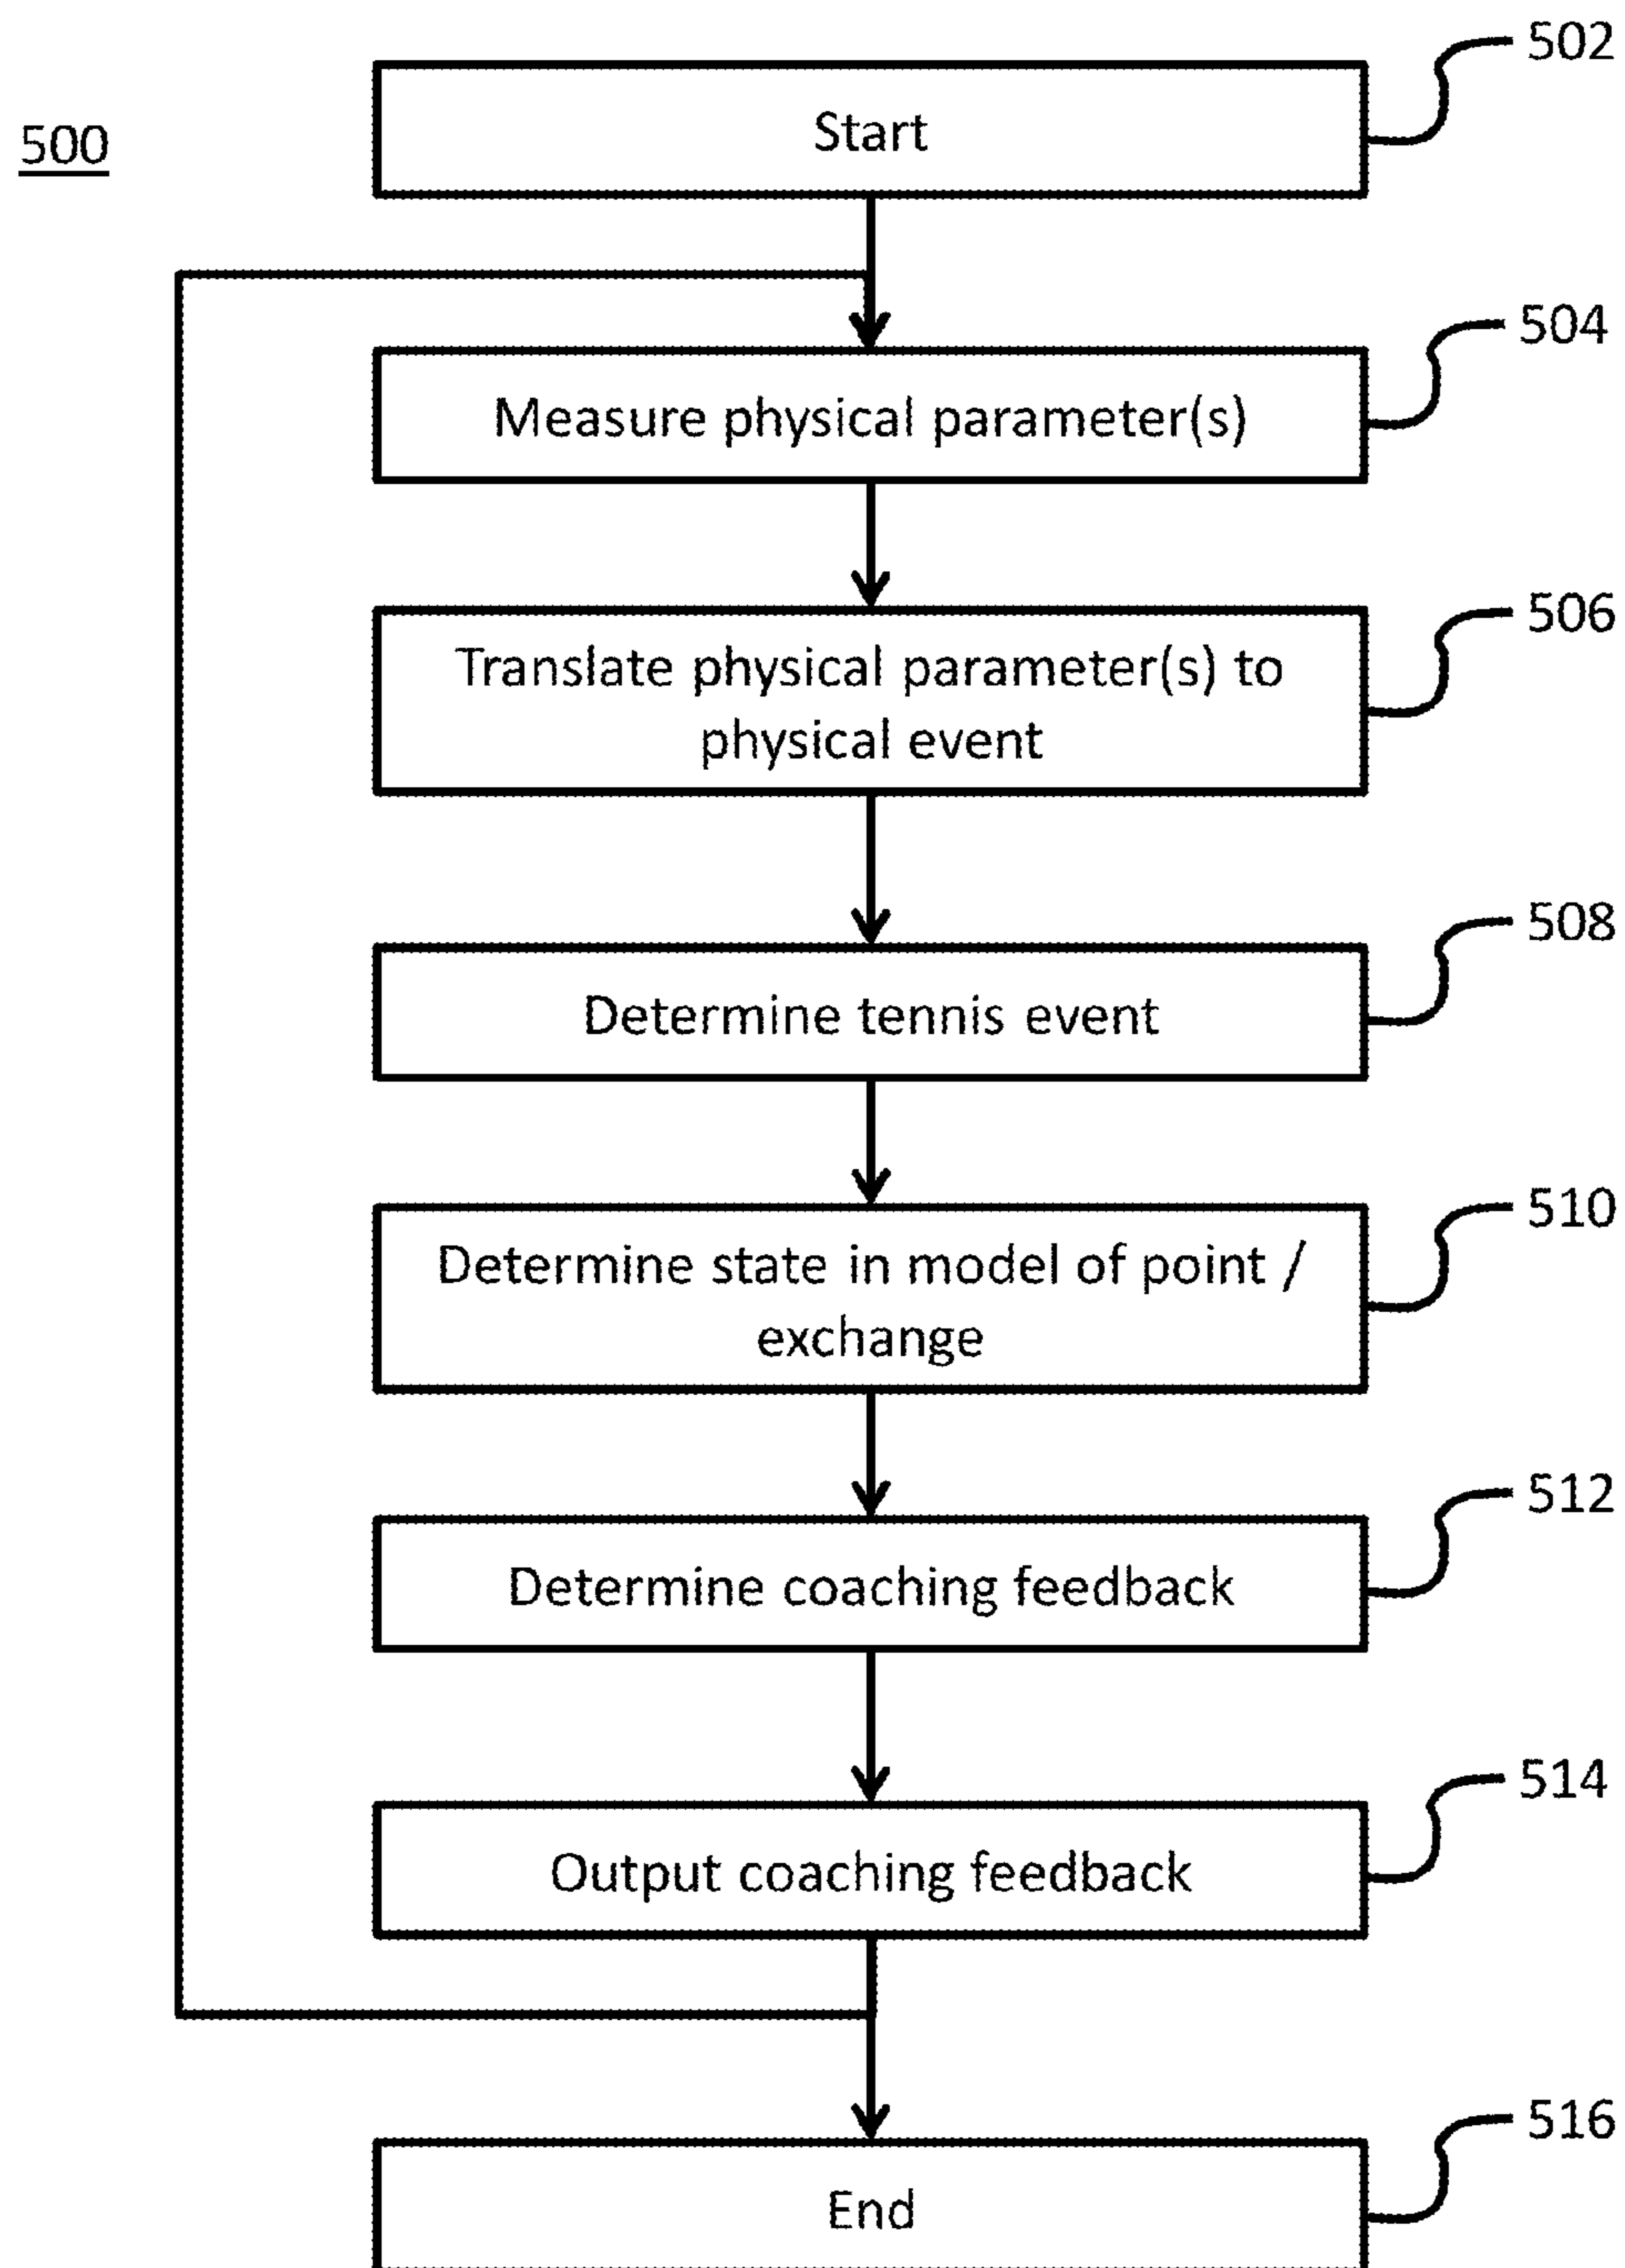 502
Start
500
504
Measure physical parameter(s)
506
Translate physical parameter(s) to
physical event
508
Determine tennis event
510
Determine state in model of point /
exchange
512
Determine coaching feedback
514
Output coaching feedback
516
End